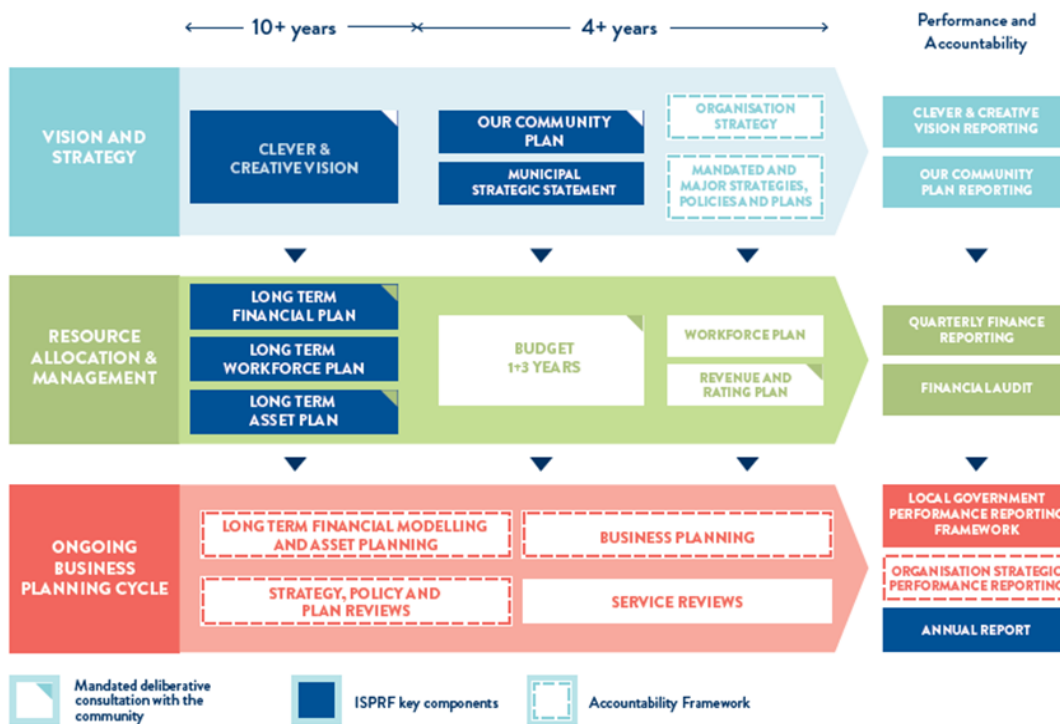 10+ years
4+ years
Performance and
Accountability
VISION AND
STRATEGY
CLEVER &
CREATIVE VISION
OUR COMMUNITY
PLAN
MUNICIPAL
STRATEGIC STATEMENT
ORGANISATION
STRATEGY
MANDATED AND
MAJOR STRATEGIES,
POLICIES AND PLANS
CLEVER & CREATIVE
VISION REPORTING
OUR COMMUNITY
PLAN REPORTING
RESOURCE
ALLOCATION &
MANAGEMENT
LONG TERM
FINANCIAL PLAN
LONG TERM
WORKFORCE PLAN
LONG TERM
ASSET PLAN
BUDGET
1+3 YEARS
WORKFORCE PLAN
REVENUE AND
RATING PLAN
QUARTERLY FINANCE
REPORTING
FINANCIAL AUDIT
ONGOING
BUSINESS
PLANNING CYCLE
LONG TERM FINANCIAL MODELLING
AND ASSET PLANNING
BUSINESS PLANNING
STRATEGY, POLICY AND
PLAN REVIEWS
SERVICE REVIEWS
LOCAL GOVERNMENT
PERFORMANCE REPORTING
FRAMEWORK
ORGANISATION STRATEGIC
PERFORMANCE REPORTING
ANNUAL REPORT
Mandated deliberative
consultation with the
community
ISPRF key components
Accountability Framework